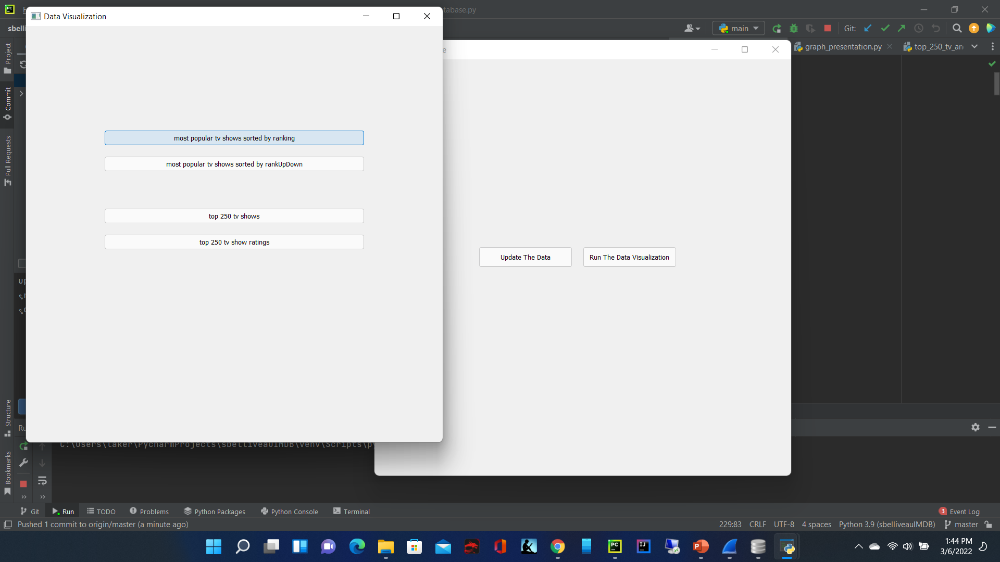 Data Visualization
tabase.py
sbelli
main
Git:
graph_presentation.py
top_250_tv_an
Project
Commit
Pull Requests
Structure
Bookmarks
most popular tv shows sorted by ranking
most popular tv shows sorted by rankUpDown
top 250 tv shows
top 250 tv show ratings
Update The Data
Run The Data Visualization
up
Ru
C:\Users\taker\PycharmProjects\sbelliveauIMDB\venv\Scripts\p
Git
Run
TODO
Problems
Python Packages
Python Console
Terminal
3 Event Log
Pushed 1 commit to origin/master (a minute ago)
229:83 CRLF UTF-8 4 spaces Python 3.9 (sbelliveauIMDB) master
1:44 PM
3/6/2022